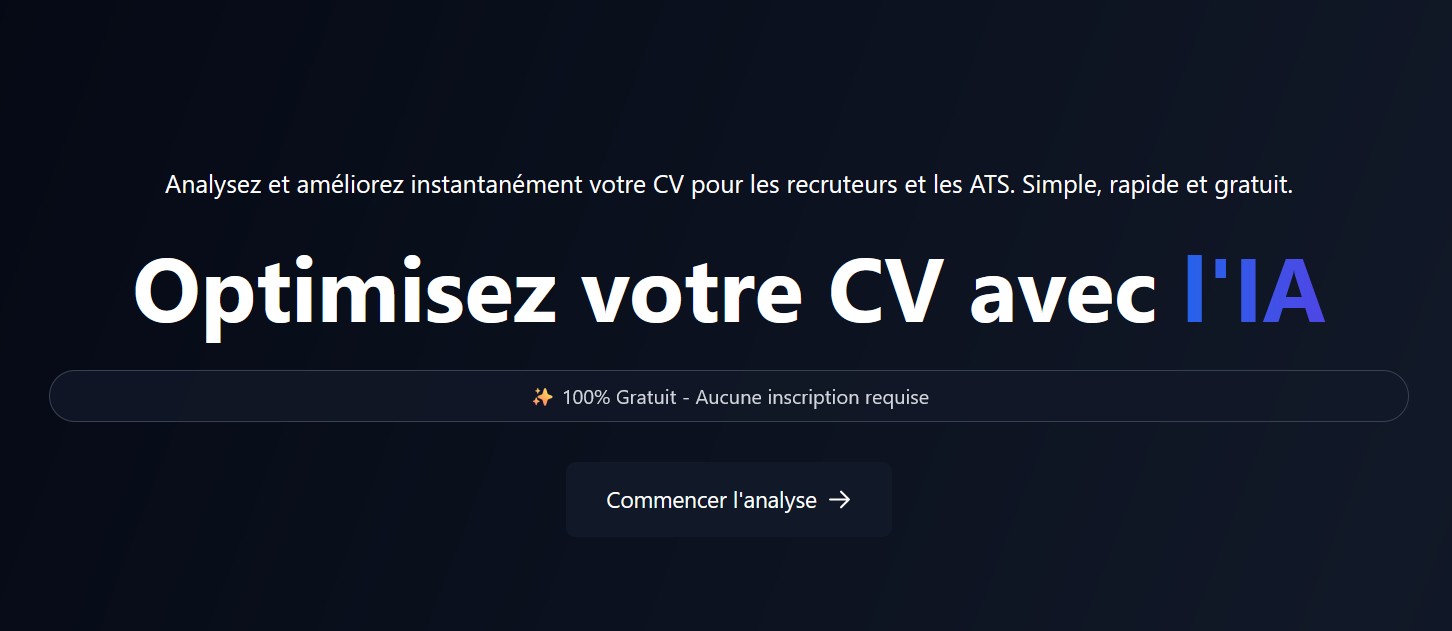 Analysez et améliorez instantanément votre CV pour les recruteurs et les ATS. Simple, rapide et gratuit.
Optimisez votre CV avec l'IA
✨ 100% Gratuit - Aucune inscription requise
Commencer l'analyse →